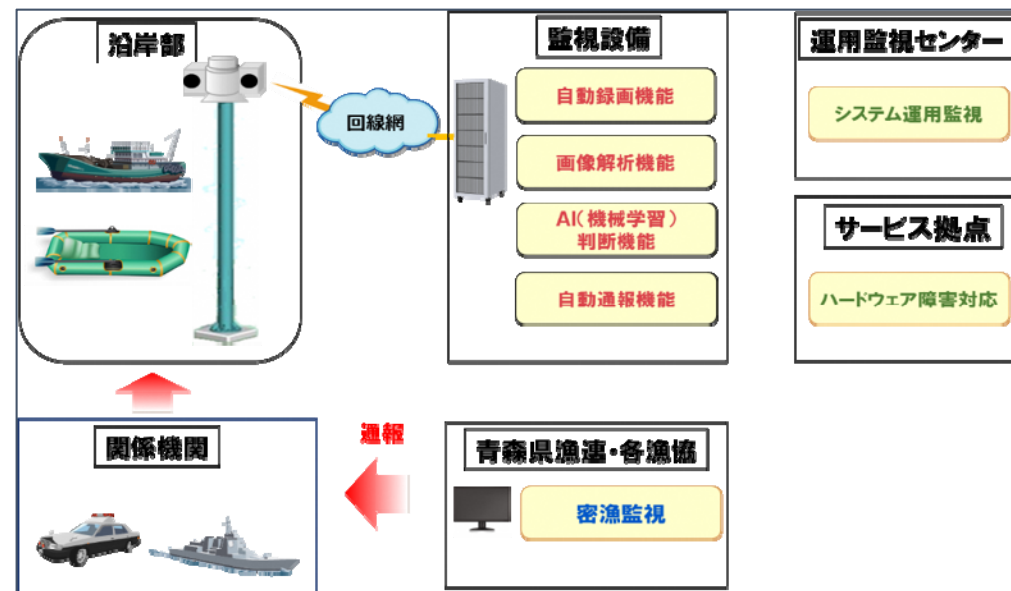 沿岸部
回線網
監視設備
自動録画機能
画像解析機能
AI(機械学習)
判断機能
自動通報機能
運用監視センター
システム運用監視
サービス拠点
ハードウェア障害対応
関係機関
通報
青森県漁連・各漁協
密漁監視